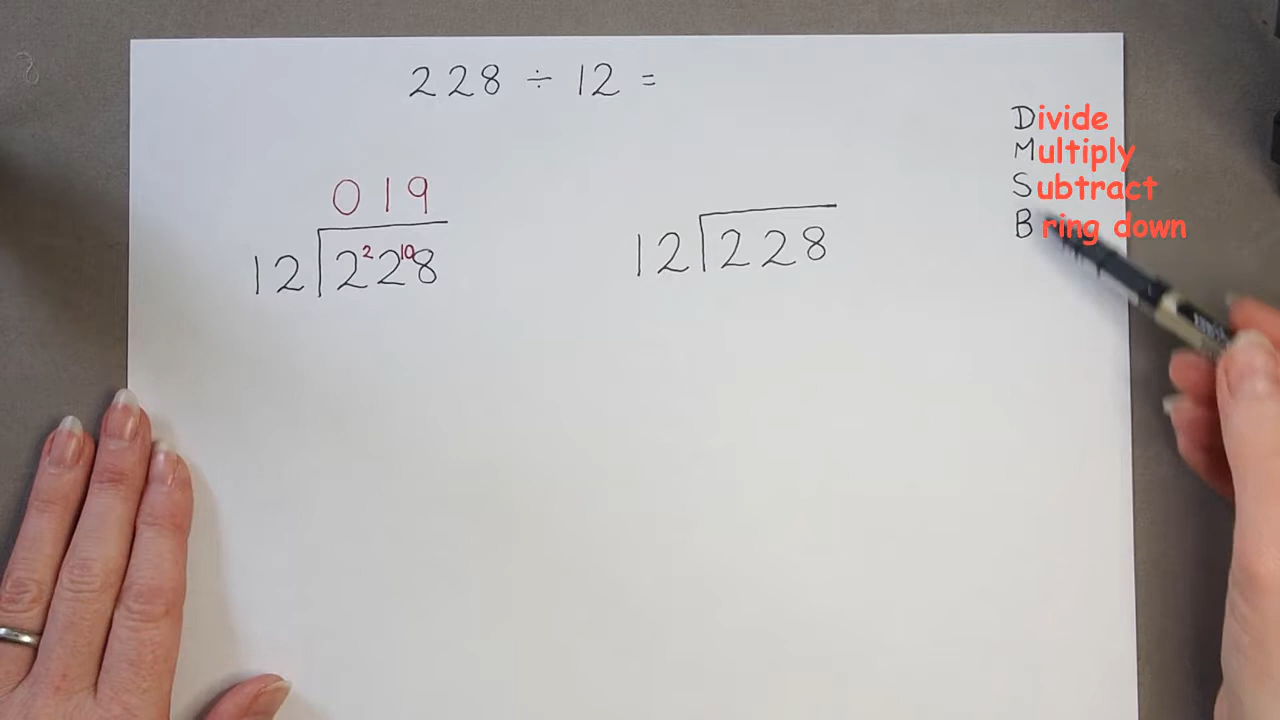 228 ÷ 12 =
Divide
Multiply
Subtract
Bring down
019
12 2²2¹⁰8
12 228